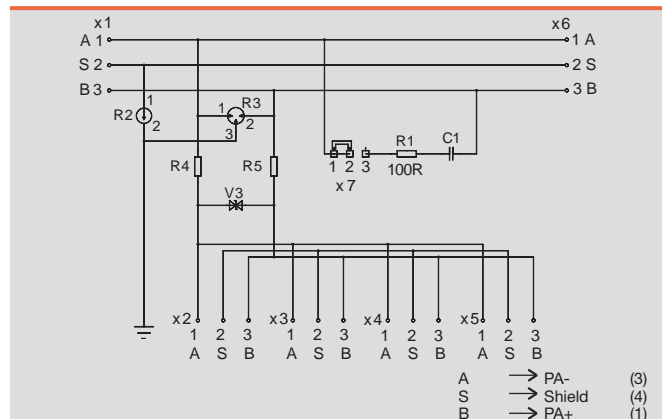 x1 x6
A 1 1 A
S 2 2 S
B 3 3 B
1 R3
R2 1 2
2 3
R1 C1
R4 R5
1 2 3 100R
x7
V3
x2 x3 x4 x5
1 2 3 1 2 3 1 2 3 1 2 3
A S B A S B A S B A S B
A PA- (3)
S Shield (4)
B PA+ (1)